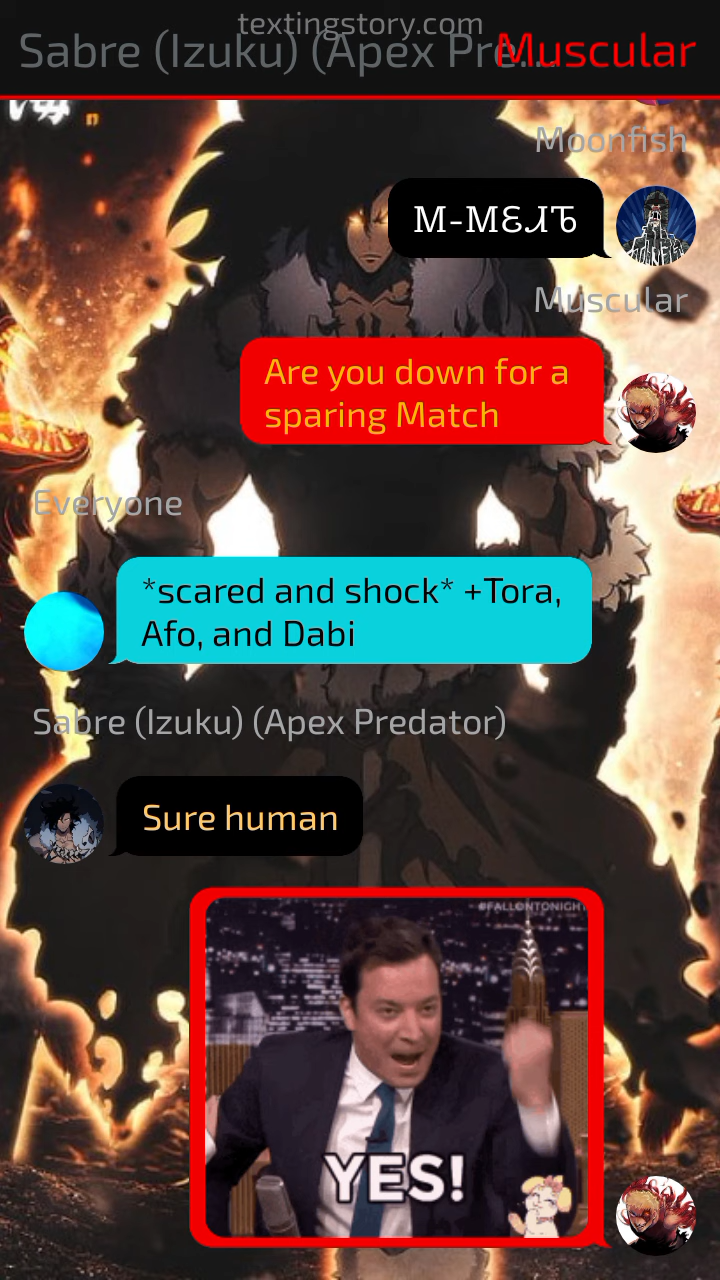 textingstory.com
Sabre (Izuku) (Apex Pre...
Muscular
Moonfish
M-MƐⲀЪ
Muscular
Are you down for a
sparing Match
Everyone
*scared and shock* +Tora,
Afo, and Dabi
Sabre (Izuku) (Apex Predator)
Sure human
#FALLONTONIGHT
YES!